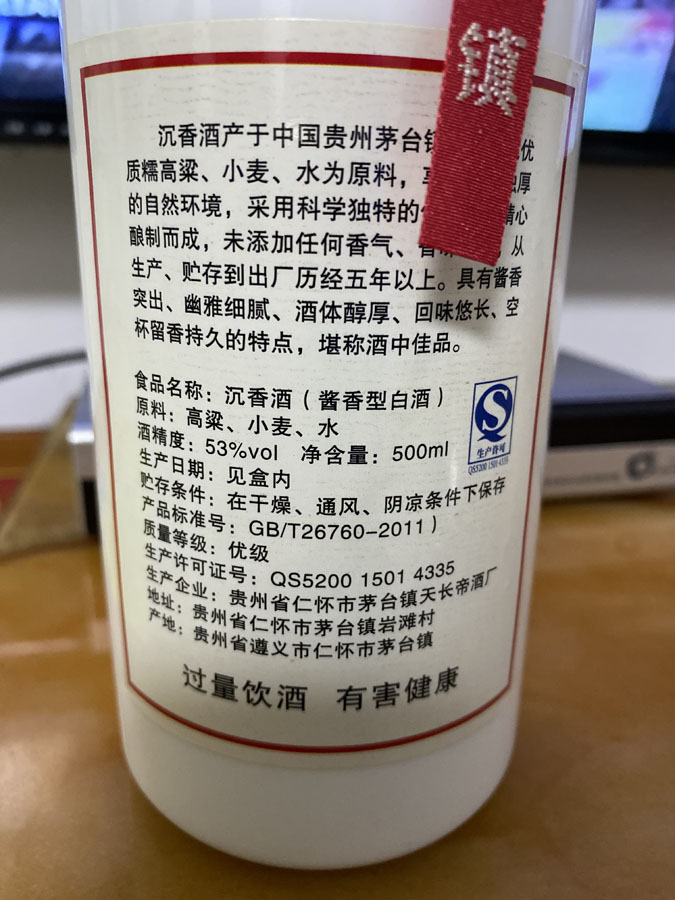 镇
沉香酒产于中国贵州茅台镇 优
质糯高粱、小麦、水为原料， 厚
的自然环境，采用科学独特的 精心
酿制而成，未添加任何香气、 从
生产、贮存到出厂历经五年以上。具有酱香
突出、幽雅细腻、酒体醇厚、回味悠长、空
杯留香持久的特点，堪称酒中佳品。
食品名称：沉香酒（酱香型白酒）
原料：高粱、小麦、水
酒精度：53%vol 净含量：500ml
生产日期：见盒内
贮存条件：在干燥、通风、阴凉条件下保存
产品标准号：GB/T26760-2011）
质量等级：优级
生产许可证号：QS5200 1501 4335
生产企业：贵州省仁怀市茅台镇天长帝酒厂
地址：贵州省仁怀市茅台镇岩滩村
产地：贵州省遵义市仁怀市茅台镇
生产许可
QS5200 1501 4335
过量饮酒 有害健康